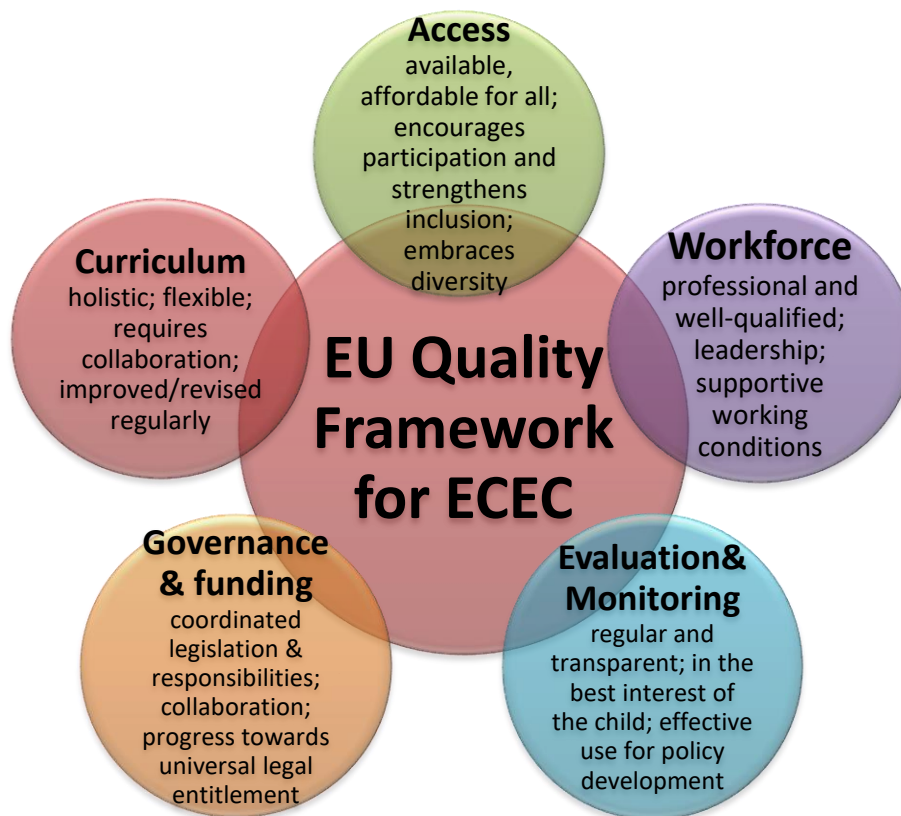 Access
available,
affordable for all;
encourages
participation and
strengthens
inclusion;
embraces
diversity
Workforce
professional and
well-qualified;
leadership;
supportive
working
conditions
Evaluation&
Monitoring
regular and
transparent; in the
best interest of
the child; effective
use for policy
development
Governance
& funding
coordinated
legislation &
responsibilities;
collaboration;
progress towards
universal legal
entitlement
Curriculum
holistic; flexible;
requires
collaboration;
improved/revised
regularly
EU Quality
Framework
for ECEC